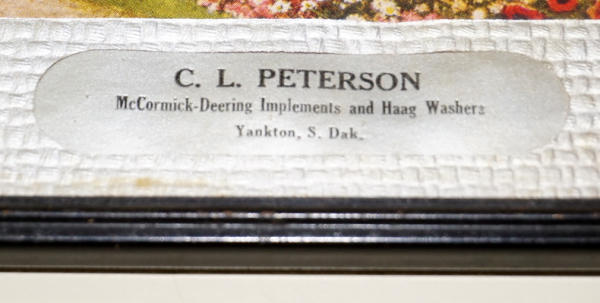 C. L. PETERSON
McCormick-Deering Implements and Haag Washers
Yankton, S. Dak.